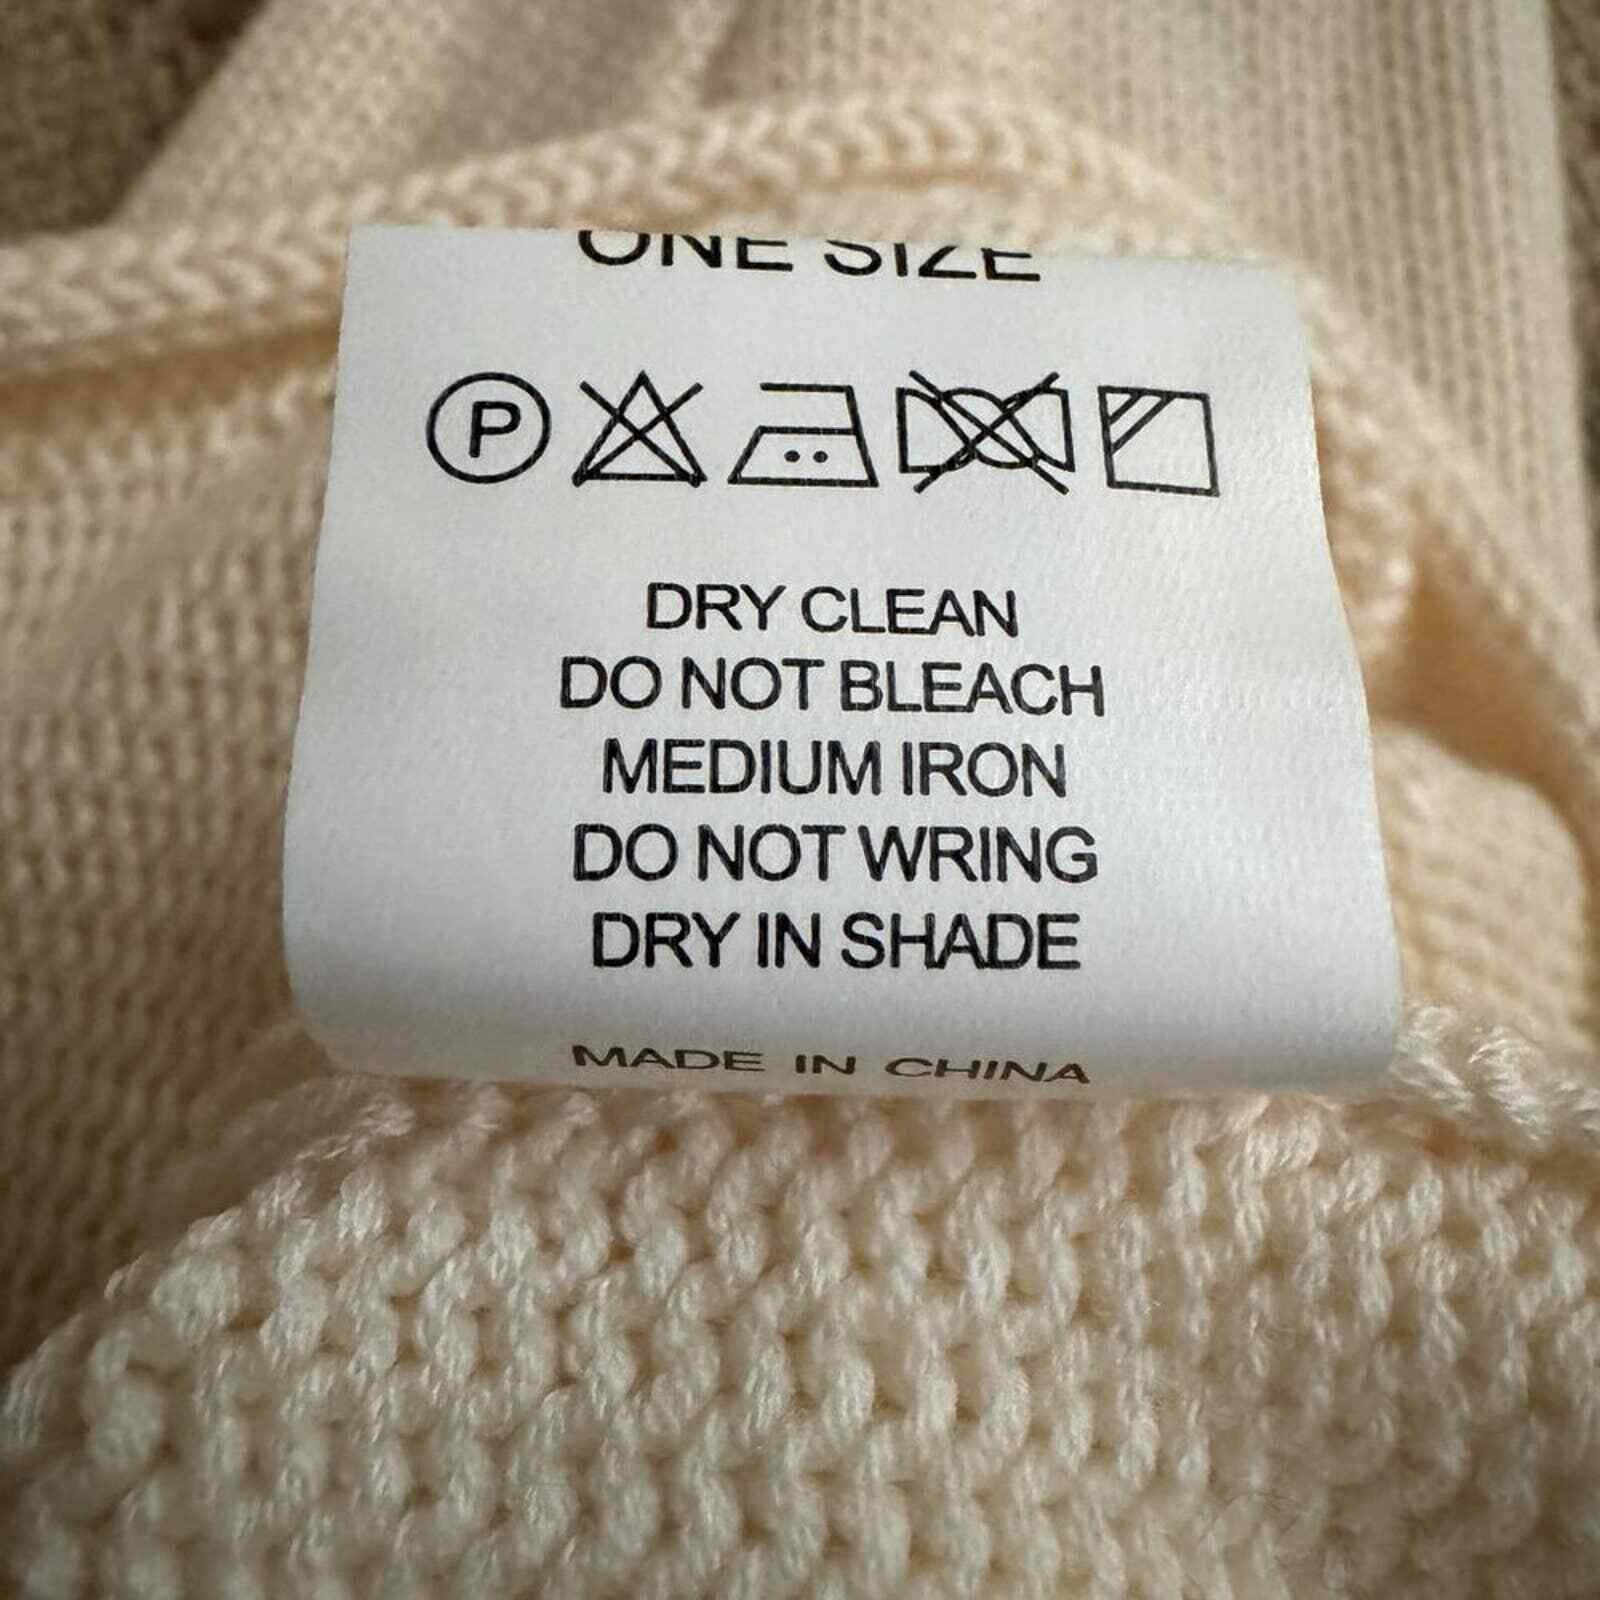 ONE SIZE
P
DRY CLEAN
DO NOT BLEACH
MEDIUM IRON
DO NOT WRING
DRY IN SHADE
MADE IN CHINA